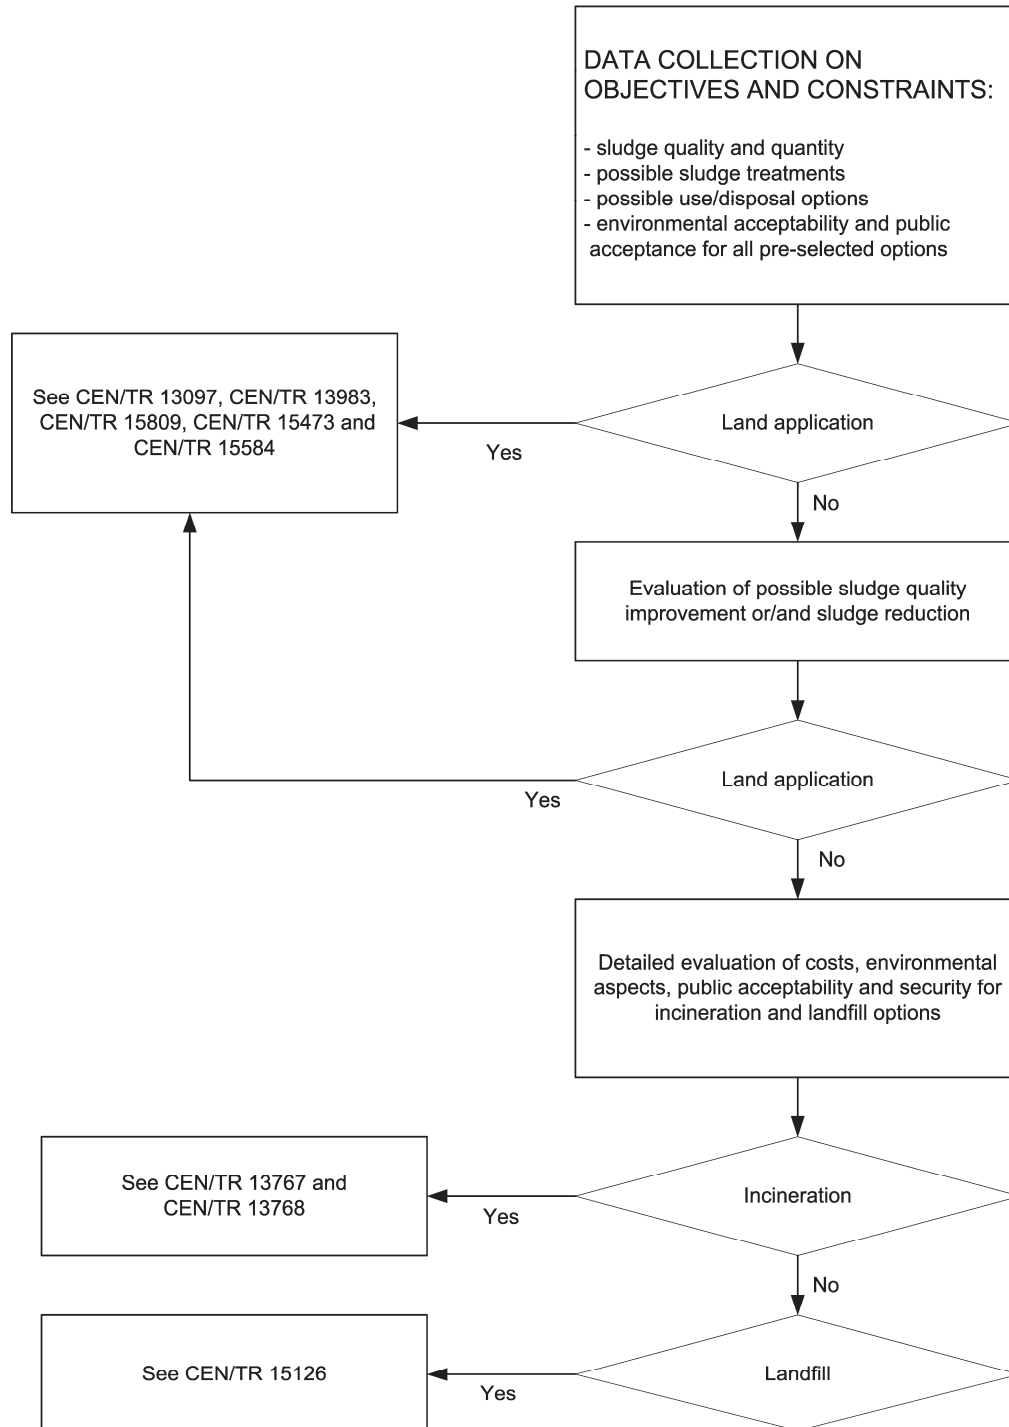 DATA COLLECTION ON
OBJECTIVES AND CONSTRAINTS:
- sludge quality and quantity
- possible sludge treatments
- possible use/disposal options
- environmental acceptability and public
acceptance for all pre-selected options
See CEN/TR 13097, CEN/TR 13983,
CEN/TR 15809, CEN/TR 15473 and
CEN/TR 15584
Yes
Land application
No
Evaluation of possible sludge quality
improvement or/and sludge reduction
Land application
Yes
No
Detailed evaluation of costs, environmental
aspects, public acceptability and security for
incineration and landfill options
See CEN/TR 13767 and
CEN/TR 13768
Yes
Incineration
No
See CEN/TR 15126
Yes
Landfill